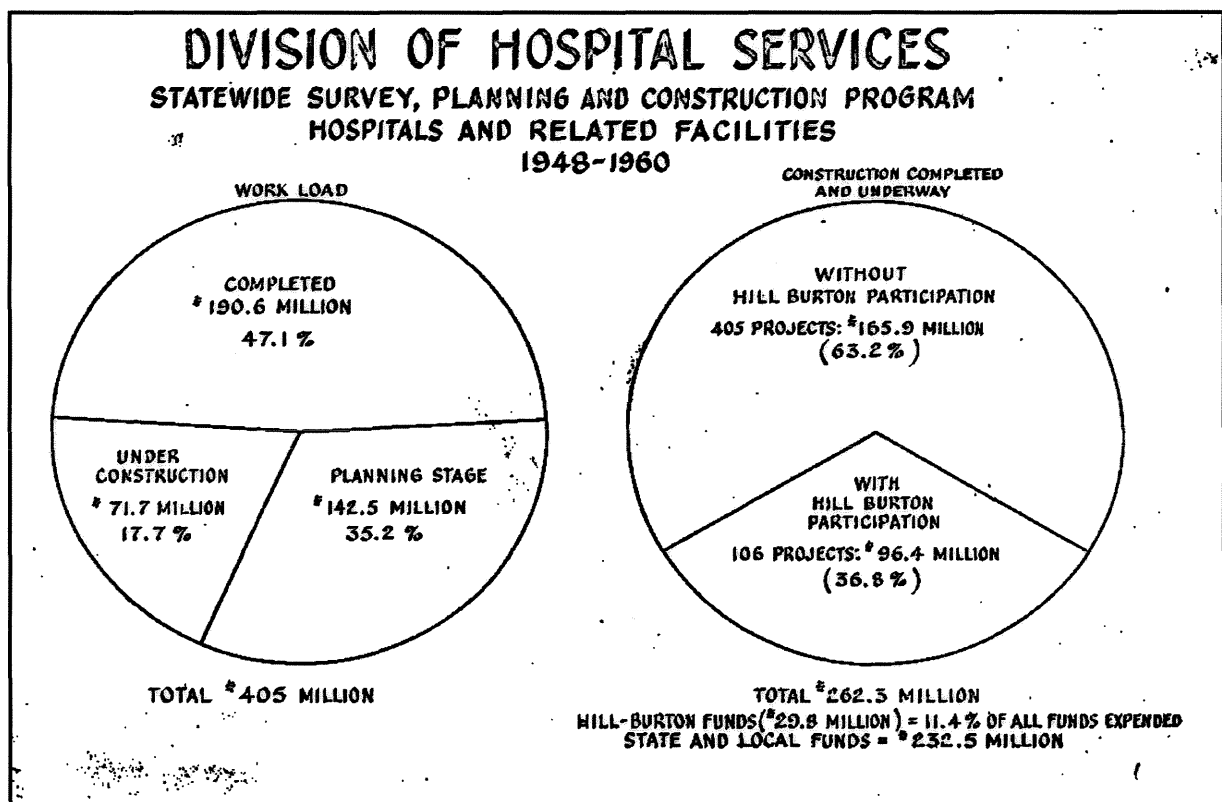 DIVISION OF HOSPITAL SERVICES
STATEWIDE SURVEY, PLANNING AND CONSTRUCTION PROGRAM
HOSPITALS AND RELATED FACILITIES
1948-1960
WORK LOAD
COMPLETED
$190.6 MILLION
47.1%
UNDER
CONSTRUCTION
$71.7 MILLION
17.7%
PLANNING STAGE
$142.5 MILLION
35.2%
TOTAL $405 MILLION
CONSTRUCTION COMPLETED
AND UNDERWAY
WITHOUT
HILL BURTON PARTICIPATION
405 PROJECTS: $165.9 MILLION
(63.2%)
WITH
HILL BURTON
PARTICIPATION
106 PROJECTS: $96.4 MILLION
(36.8%)
TOTAL $262.3 MILLION
HILL-BURTON FUNDS ($29.8 MILLION) = 11.4% OF ALL FUNDS EXPENDED
STATE AND LOCAL FUNDS = $232.5 MILLION